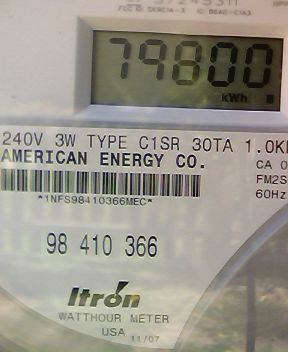 79800
kWh
240V 3W TYPE C1SR 30TA 1.0K
AMERICAN ENERGY CO.
CA 0
FM2S
60Hz
*1NFS98410366MEC*
98 410 366
Itrón
WATTHOUR METER
USA 11/07